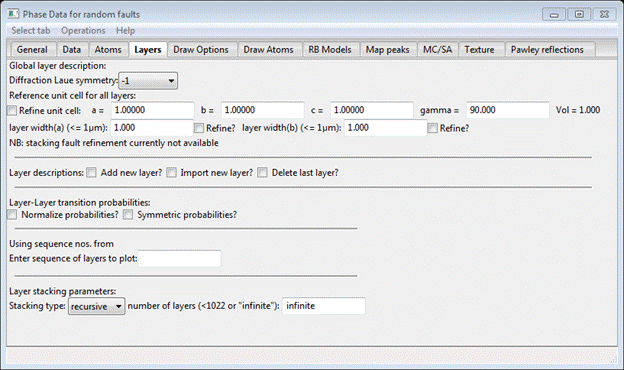 Phase Data for random faults
Select tab Operations Help
General Data Atoms Layers Draw Options Draw Atoms RB Models Map peaks MC/SA Texture Pawley reflections
Global layer description:
Diffraction Laue symmetry: -1
Reference unit cell for all layers:
Refine unit cell: a = 1.00000 b = 1.00000 c = 1.00000 gamma = 90.000 Vol = 1.000
layer width(a) (<= 1μm): 1.000 Refine? layer width(b) (<= 1μm): 1.000 Refine?
NB: stacking fault refinement currently not available
Layer descriptions: Add new layer? Import new layer? Delete last layer?
Layer-Layer transition probabilities:
Normalize probabilities? Symmetric probabilities?
Using sequence nos. from
Enter sequence of layers to plot:
Layer stacking parameters:
Stacking type: recursive number of layers (<1022 or "infinite"): infinite